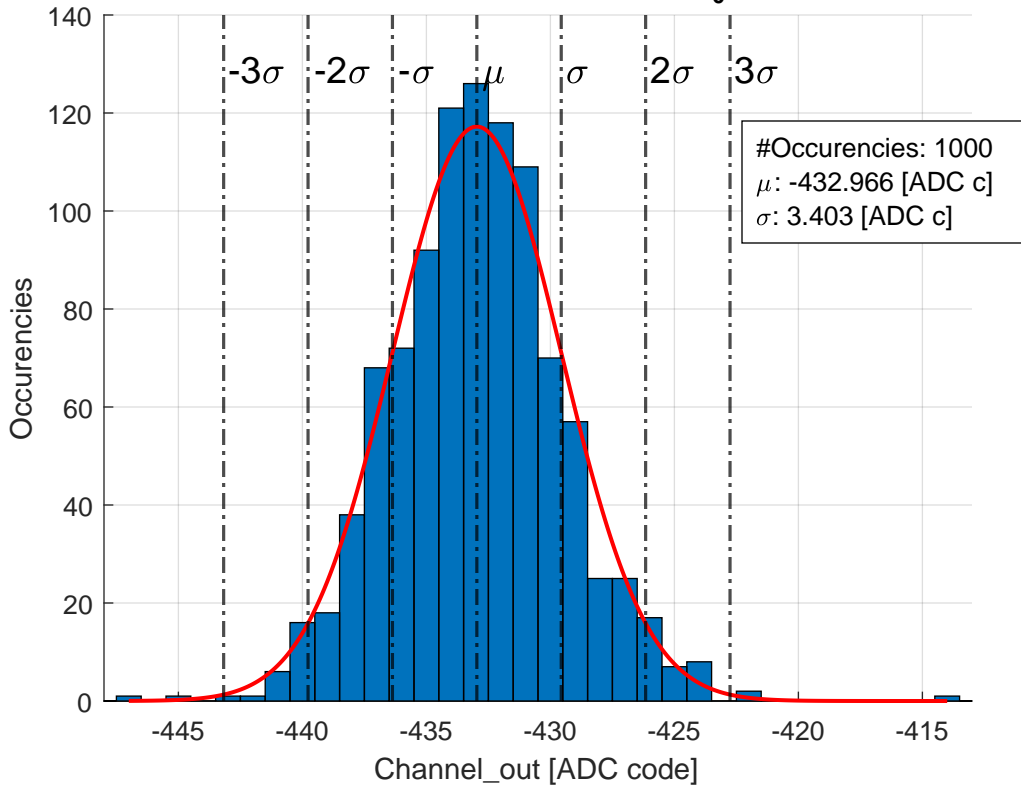 140
120
100
80
60
40
20
0
-3σ -2σ -σ μ σ 2σ 3σ
#Occurencies: 1000
μ: -432.966 [ADC c]
σ: 3.403 [ADC c]
Occurencies
-445 -440 -435 -430 -425 -420 -415
Channel_out [ADC code]